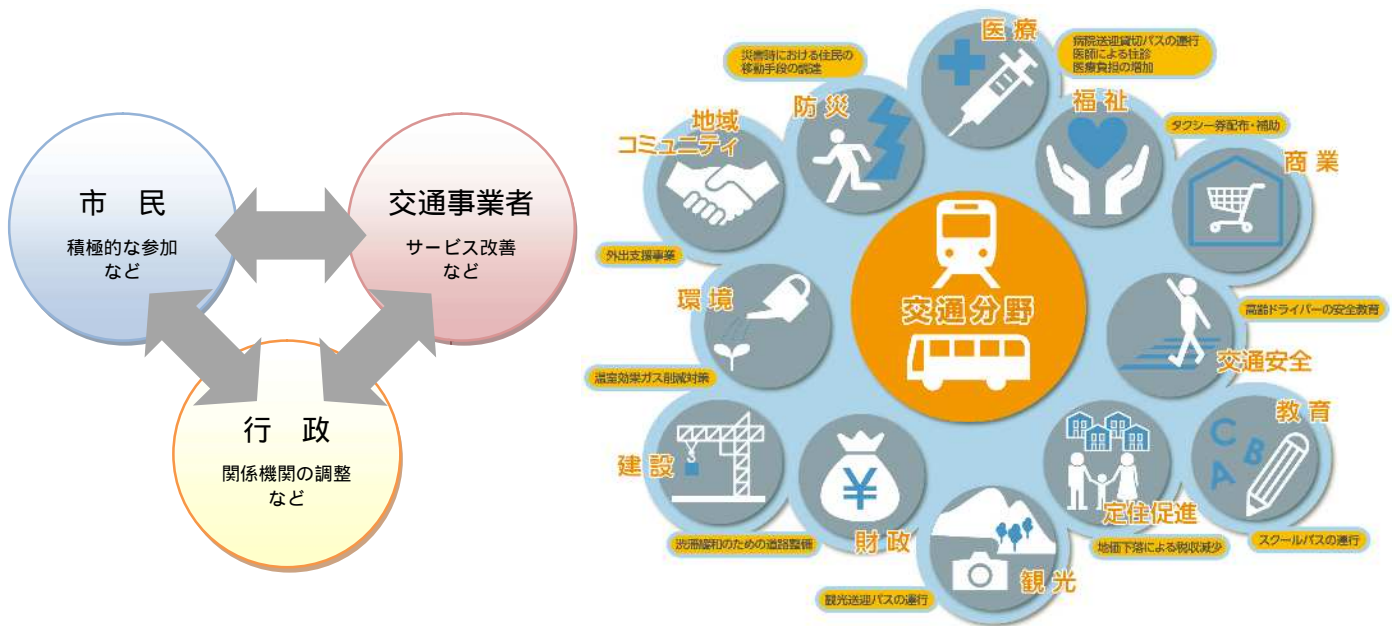 市　民
積極的な参加
など
交通事業者
サービス改善
など
行　政
関係機関の調整
など
医療
病院送迎貸切バスの運行
医師による往診
医療負担の増加
災害時における住民の
移動手段の調達
防災
福祉
タクシー券配布・補助
地域
コミュニティ
商業
外出支援事業
環境
交通分野
高齢ドライバーの安全教育
交通安全
温室効果ガス削減対策
教育
C
B
A
建設
¥
定住促進
渋滞緩和のための道路整備
財政
地価下落による税収減少
スクールバスの運行
観光
観光送迎バスの運行